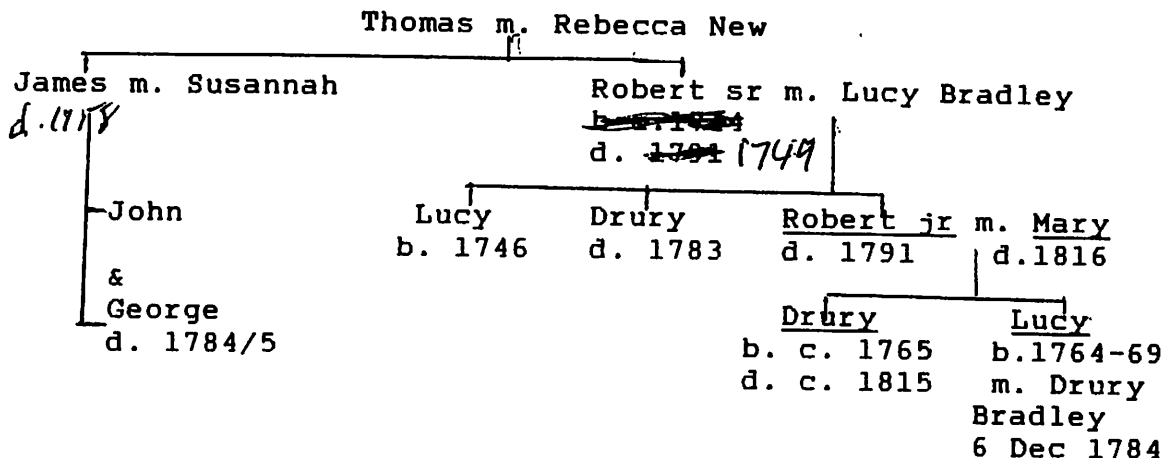 Thomas m. Rebecca New
James m. Susannah
Robert sr m. Lucy Bradley
d.
d. 1791 1749
John
Lucy
Drury
Robert jr m. Mary
b. 1746
d. 1783
d. 1791
d.1816
&
George
d. 1784/5
Drury
Lucy
b. c. 1765
b.1764-69
d. c. 1815
m. Drury
Bradley
6 Dec 1784